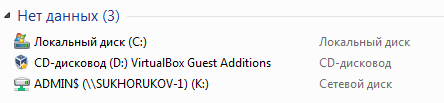 Нет данных (3)
Локальный диск (C:) Локальный диск
CD-дисковод (D:) VirtualBox Guest Additions CD-дисковод
ADMIN$ (\\SUKHORUKOV-1) (K:) Сетевой диск